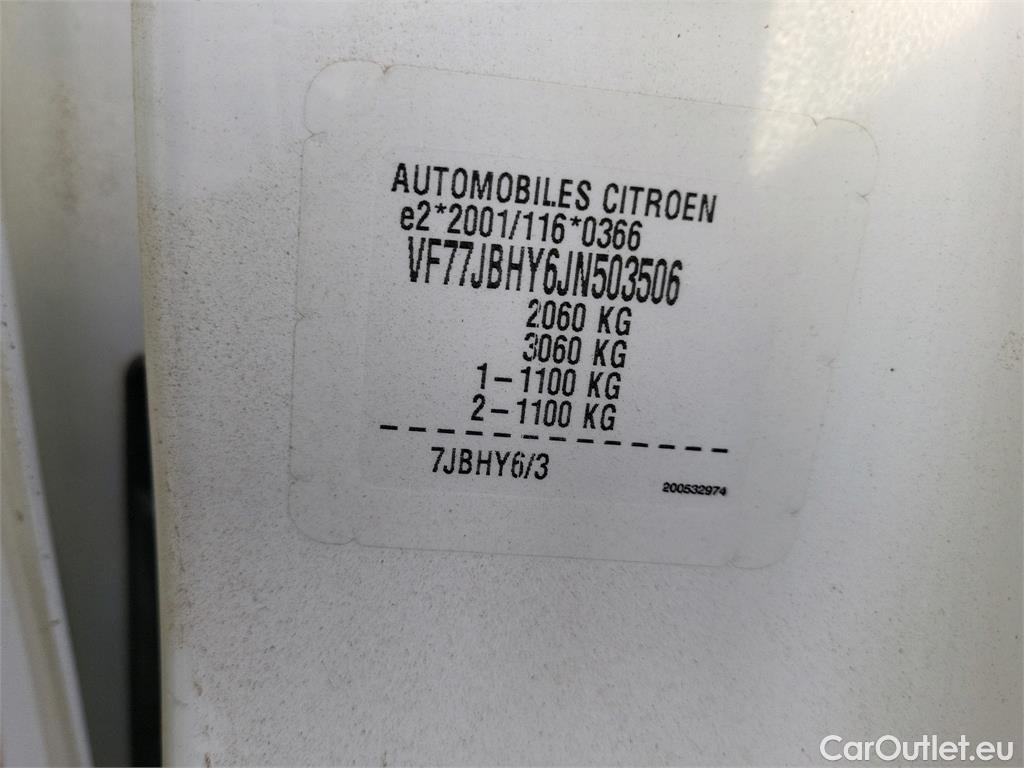 AUTOMOBILES CITROEN
e2*2001/116*0366
VF77JBHY6JN503506
2060 KG
3060 KG
1-1100 KG
2-1100 KG
7JBHY6/3
200532974
CarOutlet.eu